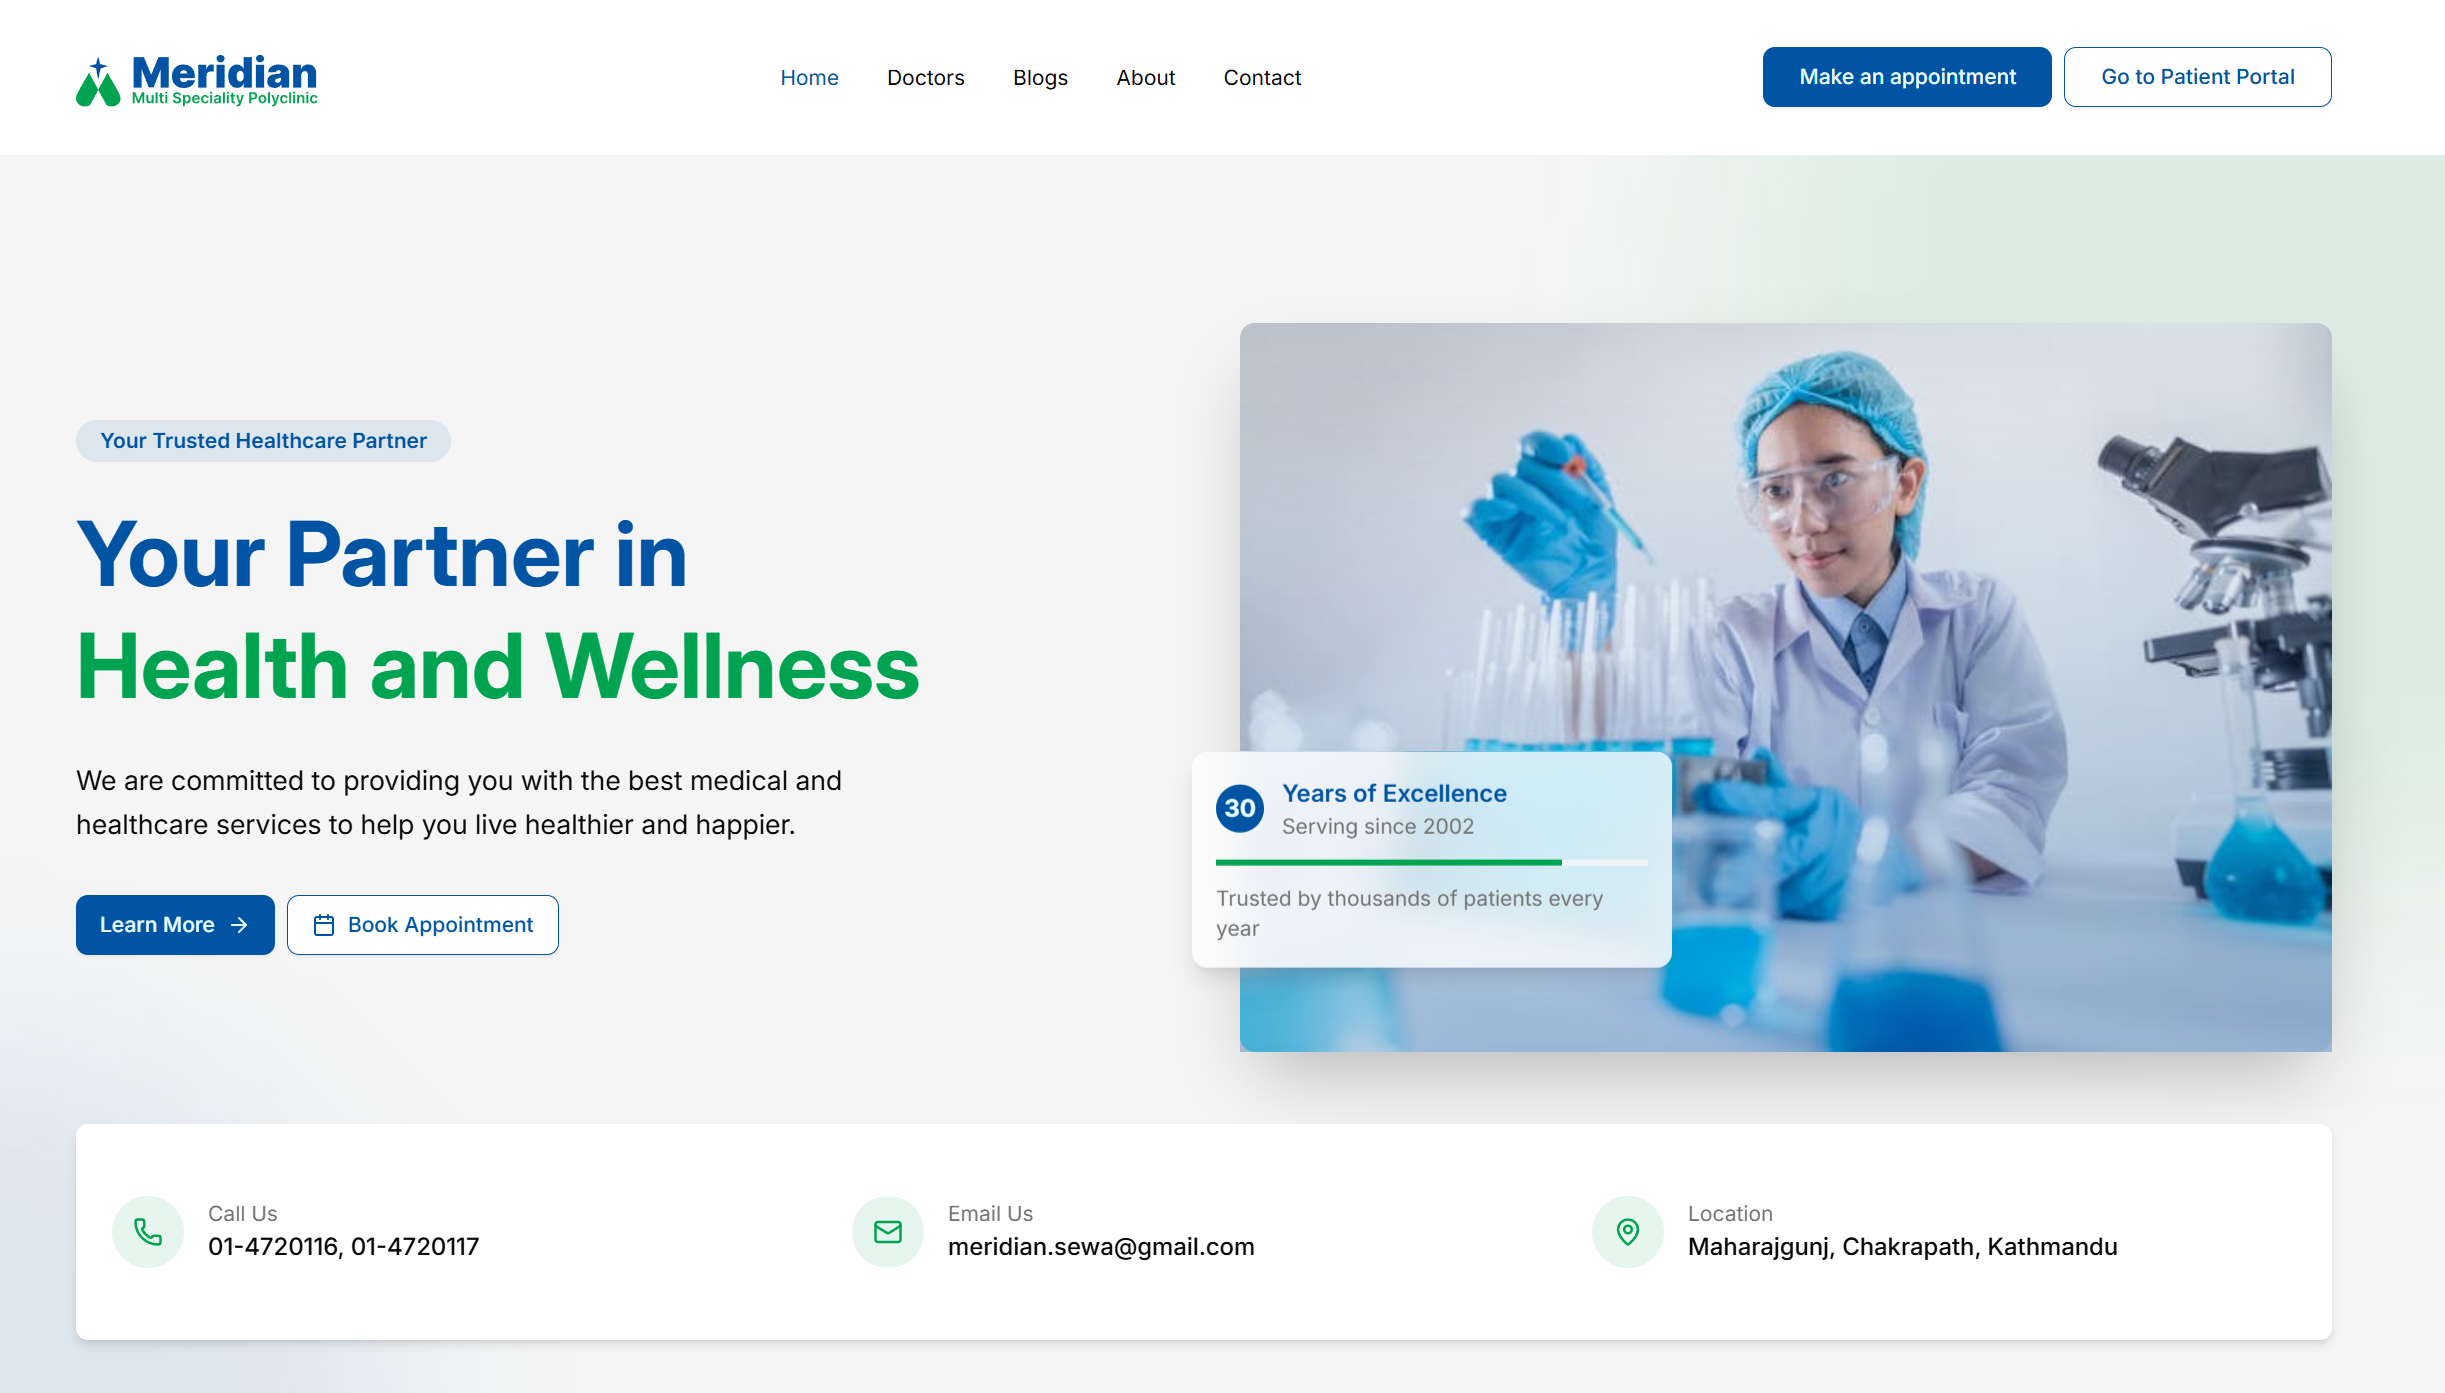 Meridian
Multi Speciality Polyclinic
Home
Doctors
Blogs
About
Contact
Make an appointment
Go to Patient Portal
Your Trusted Healthcare Partner
Your Partner in
Health and Wellness
We are committed to providing you with the best medical and
healthcare services to help you live healthier and happier.
Learn More
Book Appointment
30
Years of Excellence
Serving since 2002
Trusted by thousands of patients every
year
Call Us
01-4720116, 01-4720117
Email Us
meridian.sewa@gmail.com
Location
Maharajgunj, Chakrapath, Kathmandu